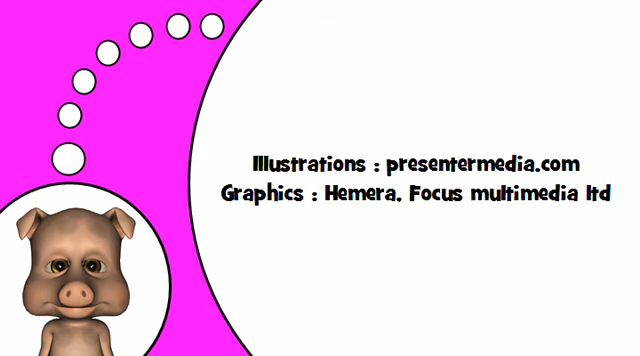 Illustrations : presentermedia.com
Graphics : Hemera. Focus multimedia ltd